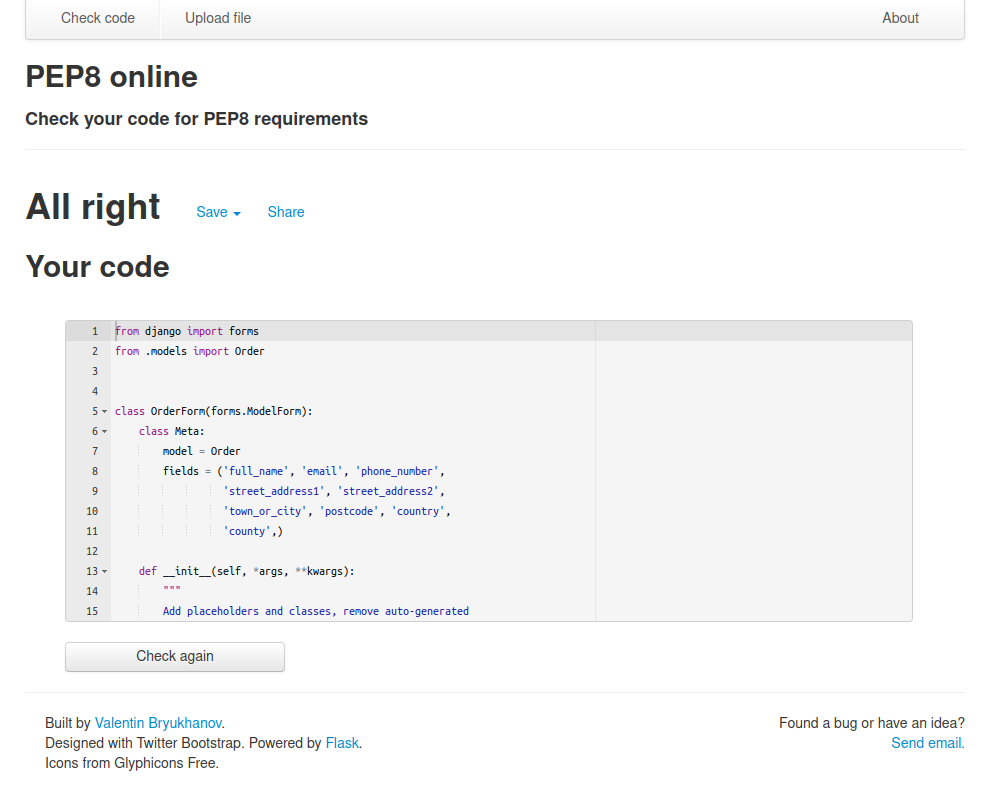 Check code Upload file About
PEP8 online
Check your code for PEP8 requirements
All right Save Share
Your code
1 from django import forms
2 from .models import Order
3
4
5 class OrderForm(forms.ModelForm):
6 class Meta:
7 model = Order
8 fields = ('full_name', 'email', 'phone_number',
9 'street_address1', 'street_address2',
10 'town_or_city', 'postcode', 'country',
11 'county',)
12
13 def __init__(self, *args, **kwargs):
14 """
15 Add placeholders and classes, remove auto-generated
Check again
Built by Valentin Bryukhanov. Found a bug or have an idea?
Designed with Twitter Bootstrap. Powered by Flask. Send email.
Icons from Glyphicons Free.